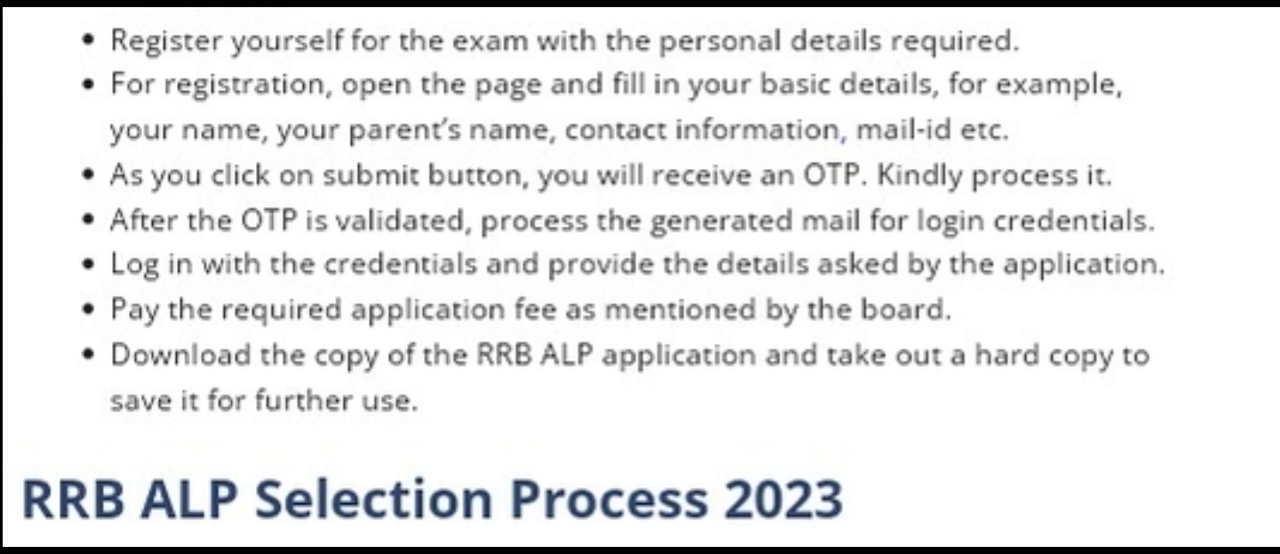 • Register yourself for the exam with the personal details required.
• For registration, open the page and fill in your basic details, for example,
your name, your parent's name, contact information, mail-id etc.
• As you click on submit button, you will receive an OTP. Kindly process it.
• After the OTP is validated, process the generated mail for login credentials.
• Log in with the credentials and provide the details asked by the application.
• Pay the required application fee as mentioned by the board.
• Download the copy of the RRB ALP application and take out a hard copy to
save it for further use.
RRB ALP Selection Process 2023